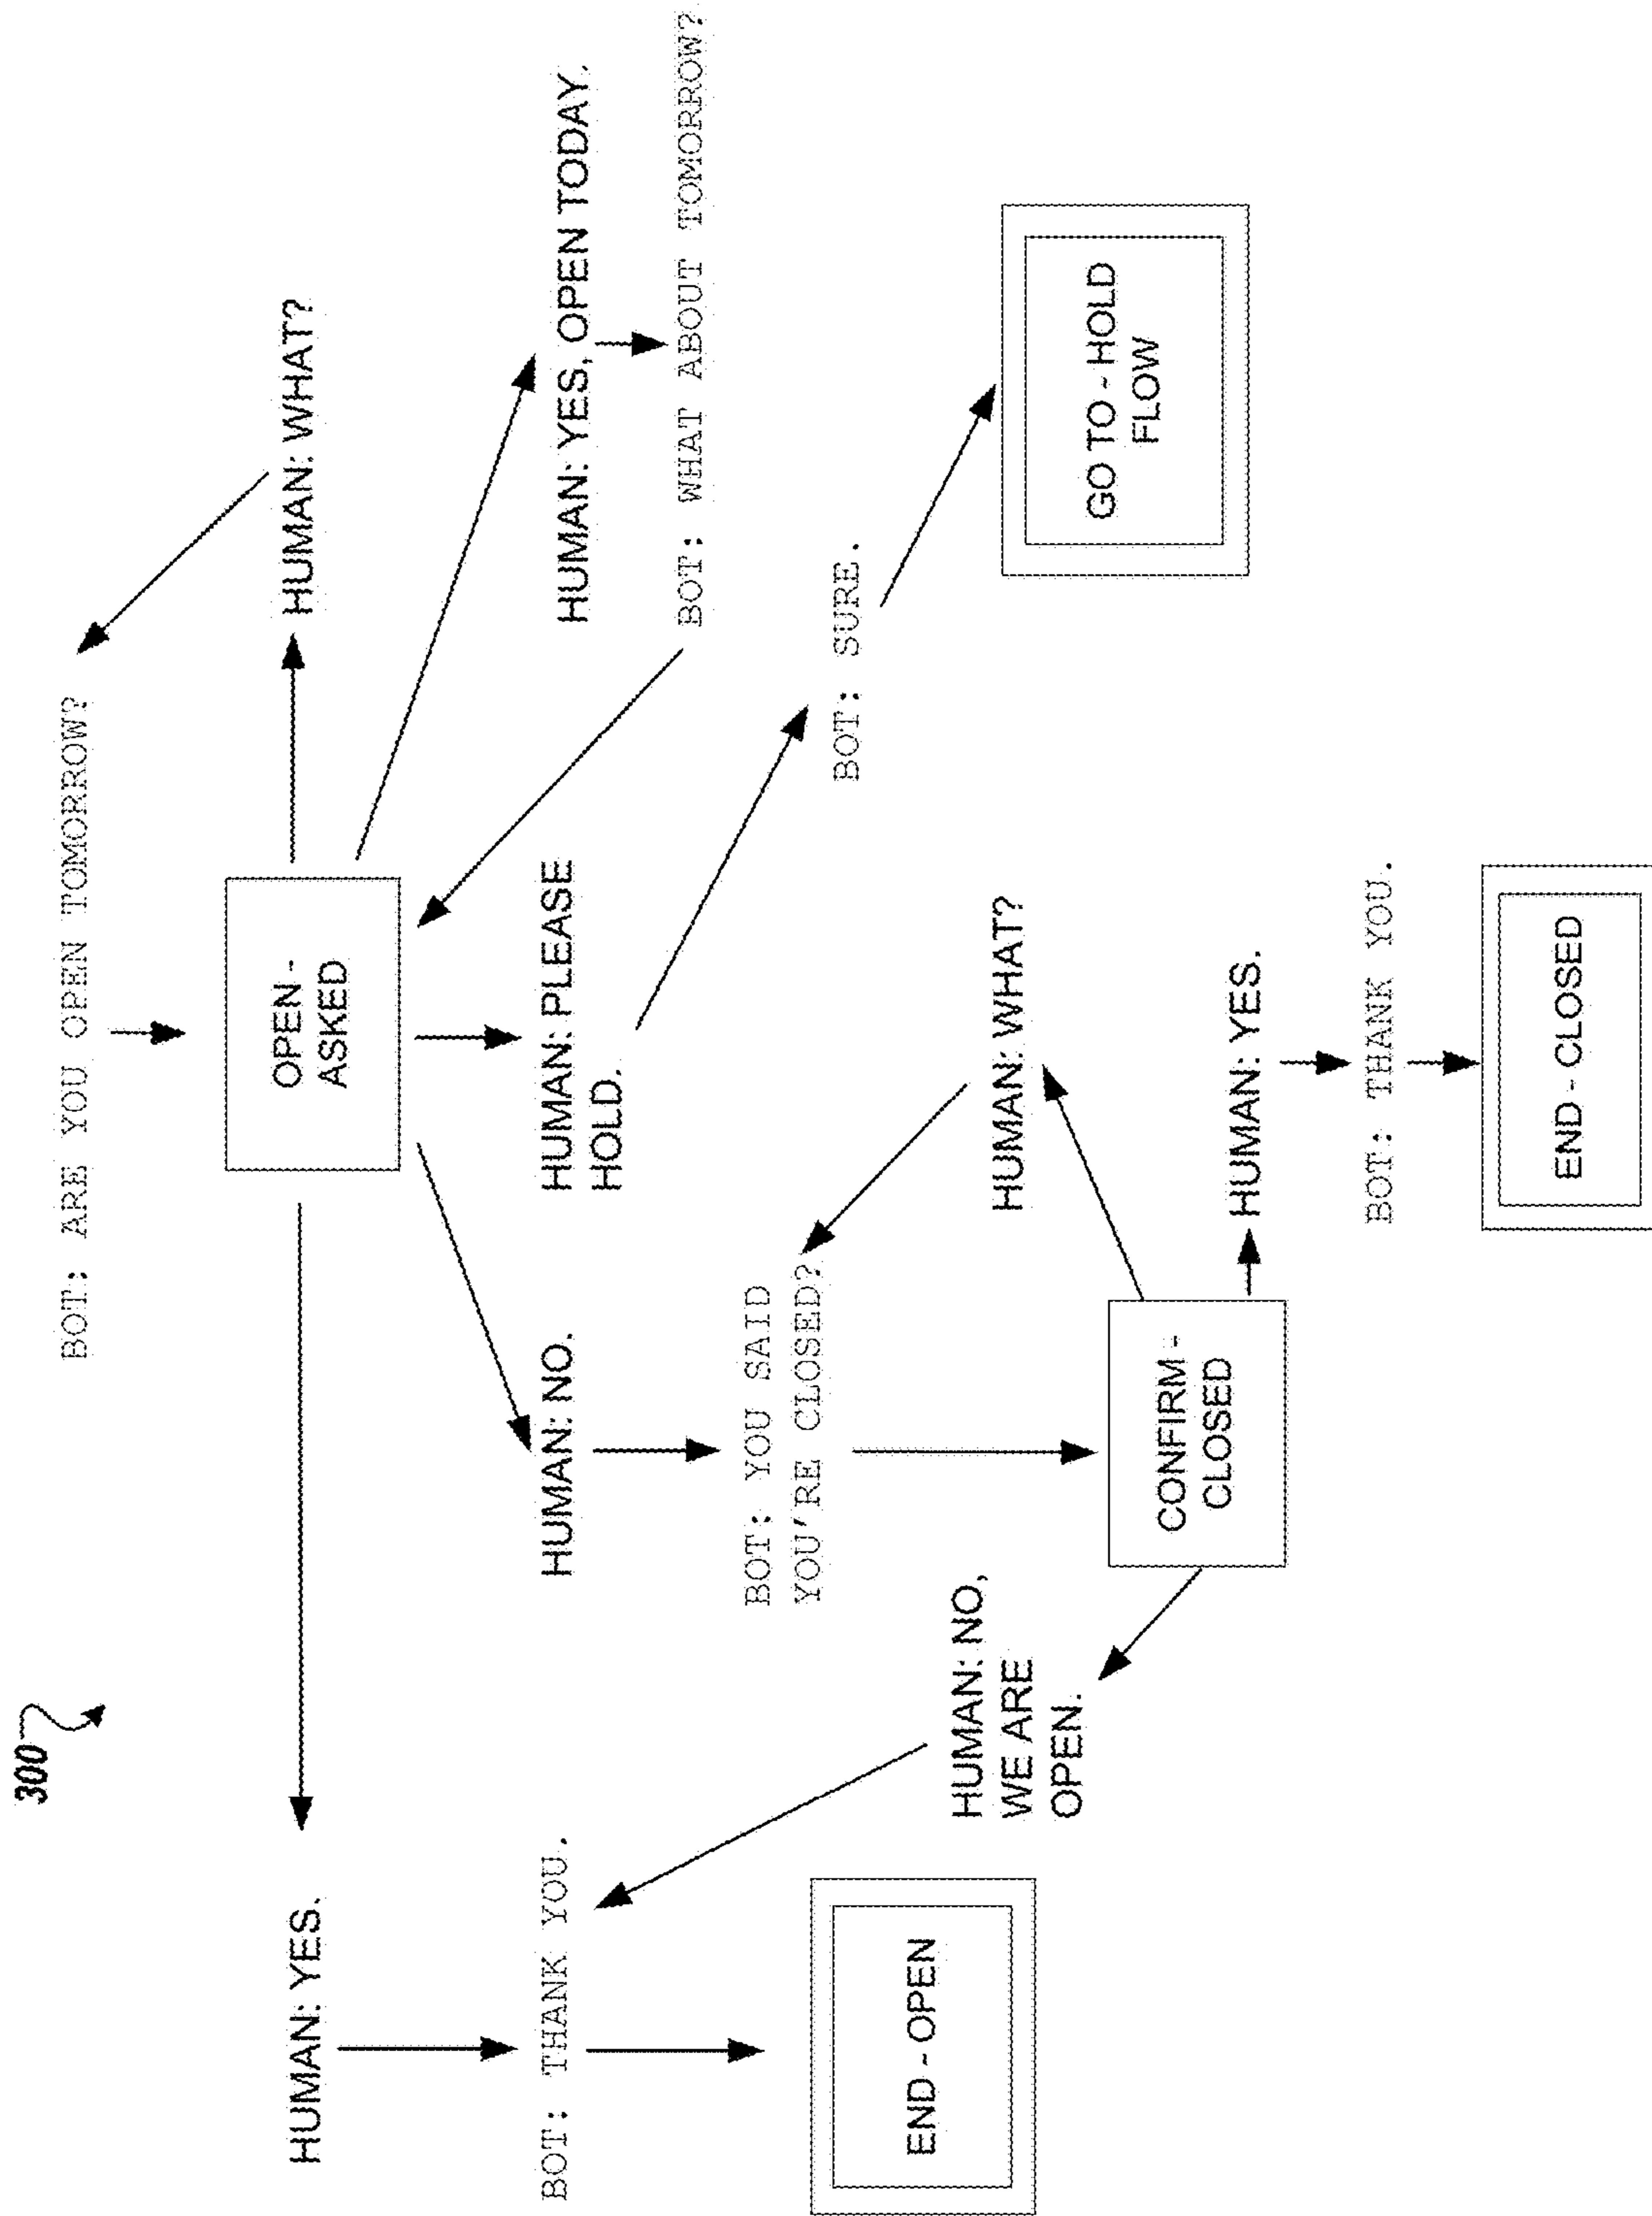 300
BOT: ARE YOU OPEN TOMORROW?
OPEN -
ASKED
HUMAN: YES.
HUMAN: WHAT?
HUMAN: NO.
HUMAN: PLEASE
HOLD.
HUMAN: YES, OPEN TODAY.
BOT: THANK YOU.
BOT: WHAT ABOUT TOMORROW?
BOT: YOU SAID
YOU'RE CLOSED?
BOT: SURE.
END - OPEN
HUMAN: NO,
WE ARE
OPEN.
HUMAN: WHAT?
GO TO - HOLD
FLOW
CONFIRM -
CLOSED
HUMAN: YES.
BOT: THANK YOU.
END - CLOSED